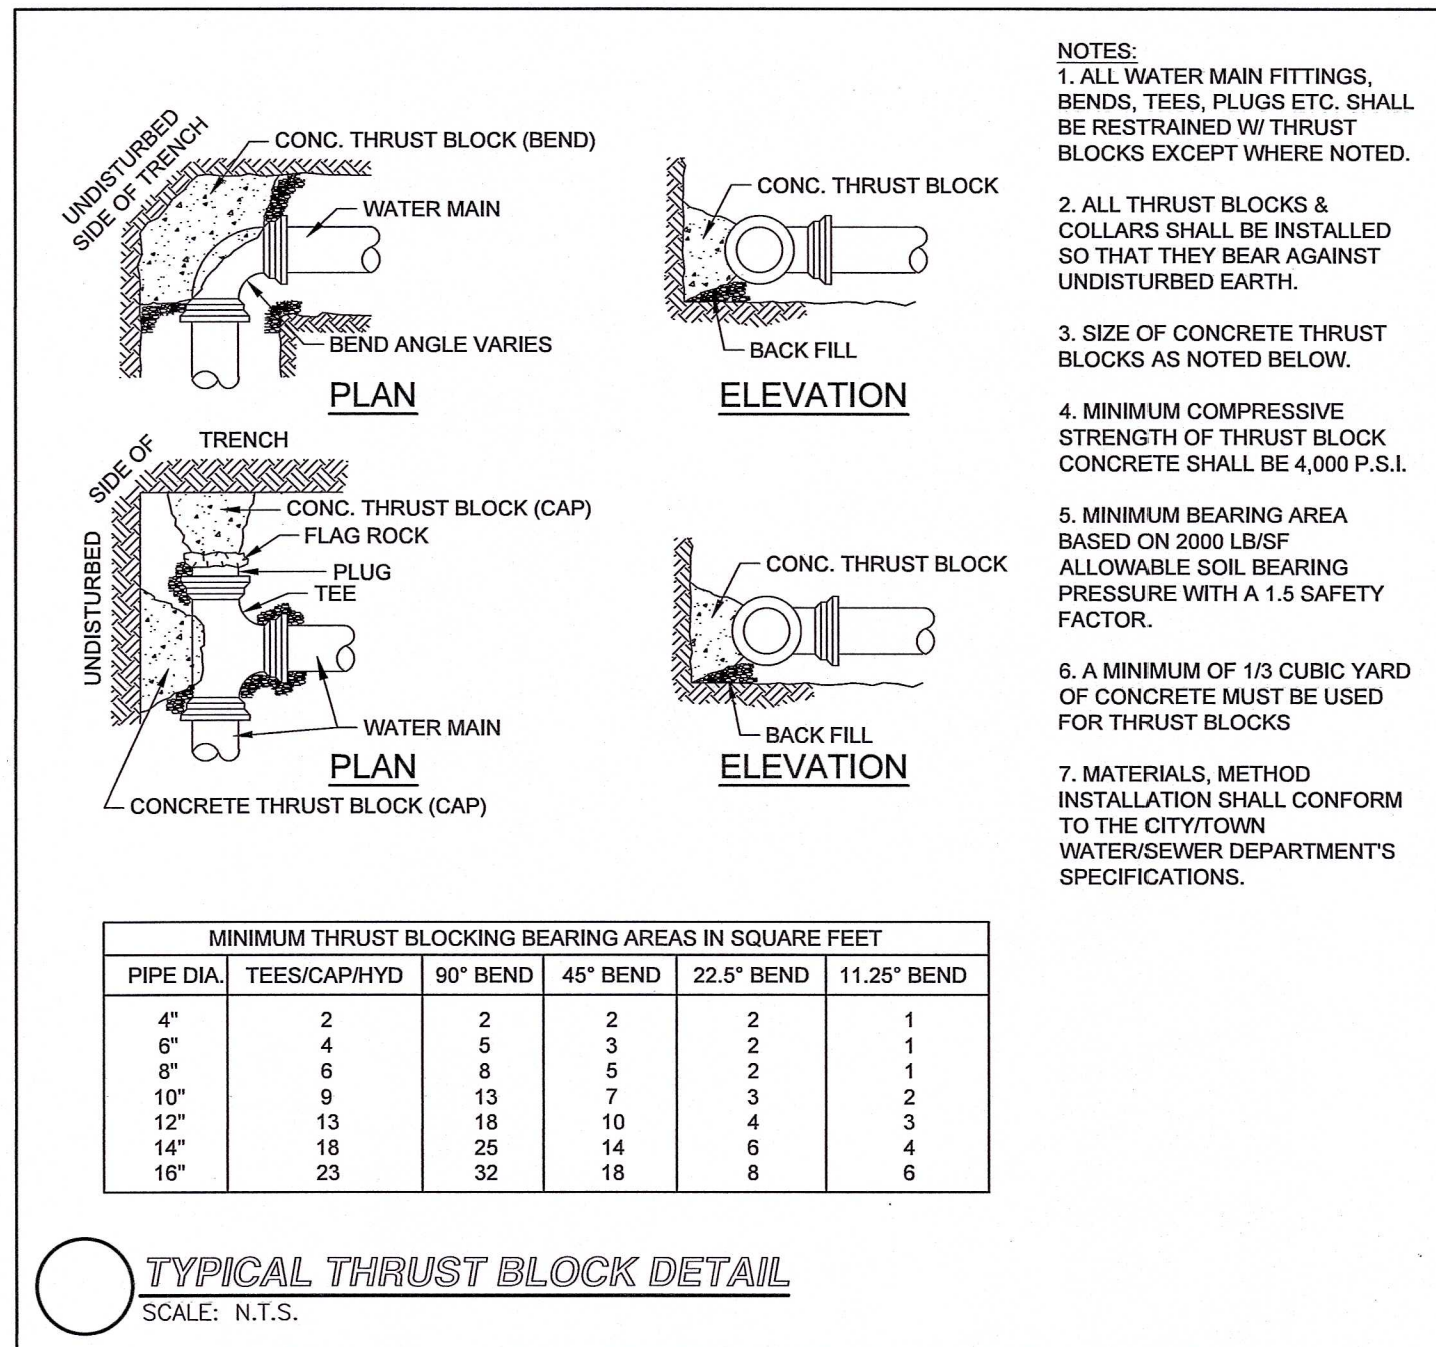 UNDISTURBED
SIDE OF TRENCH
CONC. THRUST BLOCK (BEND)
WATER MAIN
BEND ANGLE VARIES
PLAN
CONC. THRUST BLOCK
BACK FILL
ELEVATION
SIDE OF
TRENCH
UNDISTURBED
CONC. THRUST BLOCK (CAP)
FLAG ROCK
PLUG
TEE
WATER MAIN
PLAN
CONCRETE THRUST BLOCK (CAP)
CONC. THRUST BLOCK
BACK FILL
ELEVATION
NOTES:
1. ALL WATER MAIN FITTINGS,
BENDS, TEES, PLUGS ETC. SHALL
BE RESTRAINED W/ THRUST
BLOCKS EXCEPT WHERE NOTED.
2. ALL THRUST BLOCKS &
COLLARS SHALL BE INSTALLED
SO THAT THEY BEAR AGAINST
UNDISTURBED EARTH.
3. SIZE OF CONCRETE THRUST
BLOCKS AS NOTED BELOW.
4. MINIMUM COMPRESSIVE
STRENGTH OF THRUST BLOCK
CONCRETE SHALL BE 4,000 P.S.I.
5. MINIMUM BEARING AREA
BASED ON 2000 LB/SF
ALLOWABLE SOIL BEARING
PRESSURE WITH A 1.5 SAFETY
FACTOR.
6. A MINIMUM OF 1/3 CUBIC YARD
OF CONCRETE MUST BE USED
FOR THRUST BLOCKS
7. MATERIALS, METHOD
INSTALLATION SHALL CONFORM
TO THE CITY/TOWN
WATER/SEWER DEPARTMENT'S
SPECIFICATIONS.
MINIMUM THRUST BLOCKING BEARING AREAS IN SQUARE FEET
PIPE DIA. TEES/CAP/HYD 90° BEND 45° BEND 22.5° BEND 11.25° BEND
4" 2 2 2 2 1
6" 4 5 3 2 1
8" 6 8 5 2 1
10" 9 13 7 3 2
12" 13 18 10 4 3
14" 18 25 14 6 4
16" 23 32 18 8 6
TYPICAL THRUST BLOCK DETAIL
SCALE: N.T.S.